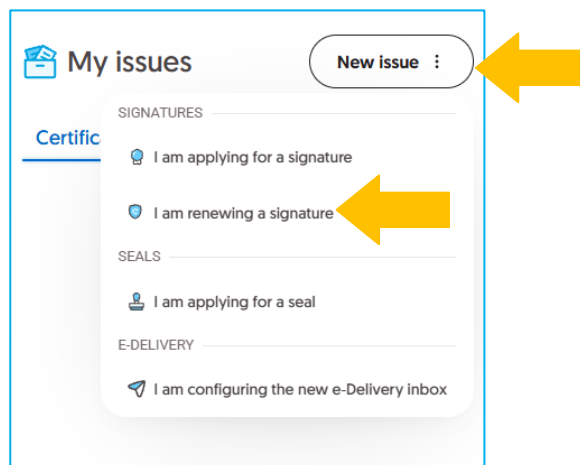 My issues
New issue
SIGNATURES
Certific
I am applying for a signature
I am renewing a signature
SEALS
I am applying for a seal
E-DELIVERY
I am configuring the new e-Delivery inbox